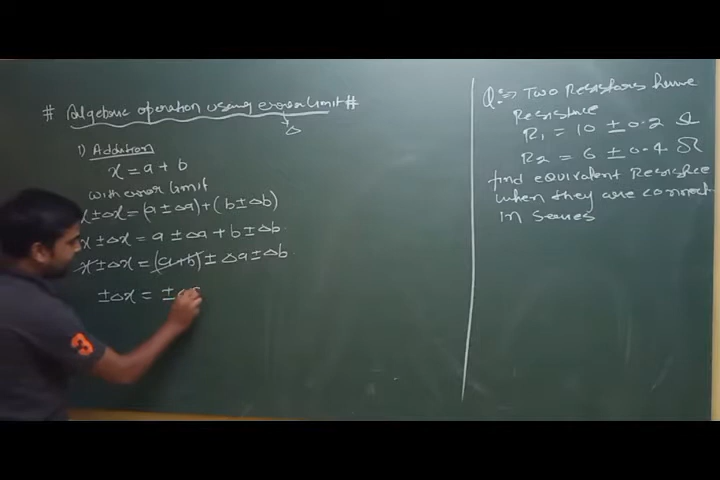 # Algebraic operation using error limit #
Δ
1) Addition
x = a + b
with error limit
x ± Δx = (a ± Δa) + (b ± Δb)
x ± Δx = a ± Δa + b ± Δb
x ± Δx = (a+b) ± Δa ± Δb
± Δx = ± Δ
3
Q:⇒ Two Resistors have
Resistance
R1 = 10 ± 0.2 Ω
R2 = 6 ± 0.4 Ω
find equivalent Resistance
when they are connect
in series